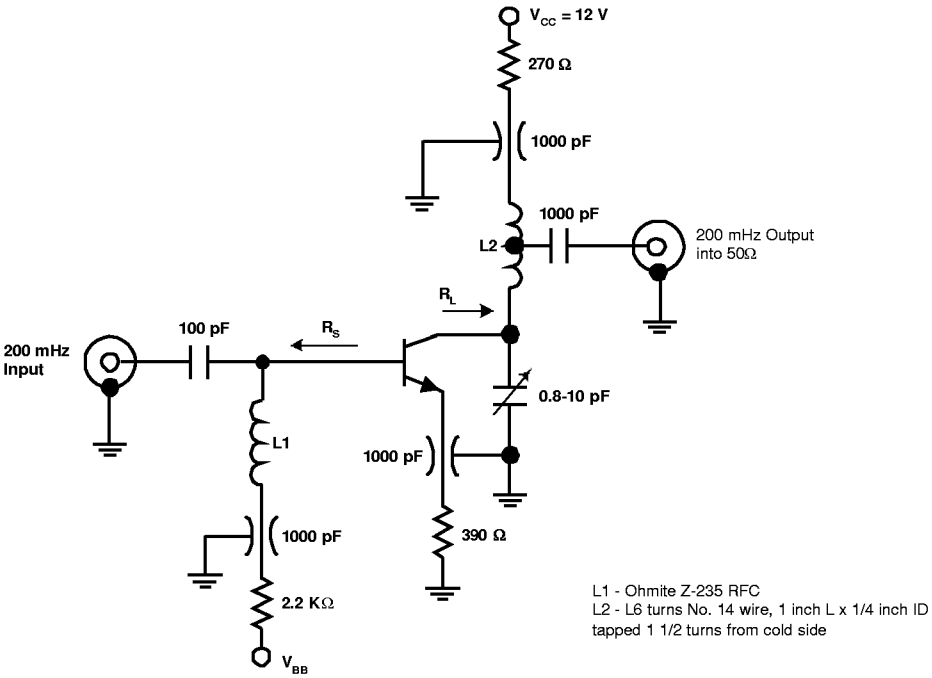 V_CC = 12 V
270 Ω
1000 pF
1000 pF
L2
200 mHz Output
into 50Ω
R_L
100 pF
R_S
200 mHz
Input
0.8-10 pF
L1
1000 pF
1000 pF
390 Ω
2.2 KΩ
V_BB
L1 - Ohmite Z-235 RFC
L2 - L6 turns No. 14 wire, 1 inch L x 1/4 inch ID
tapped 1 1/2 turns from cold side